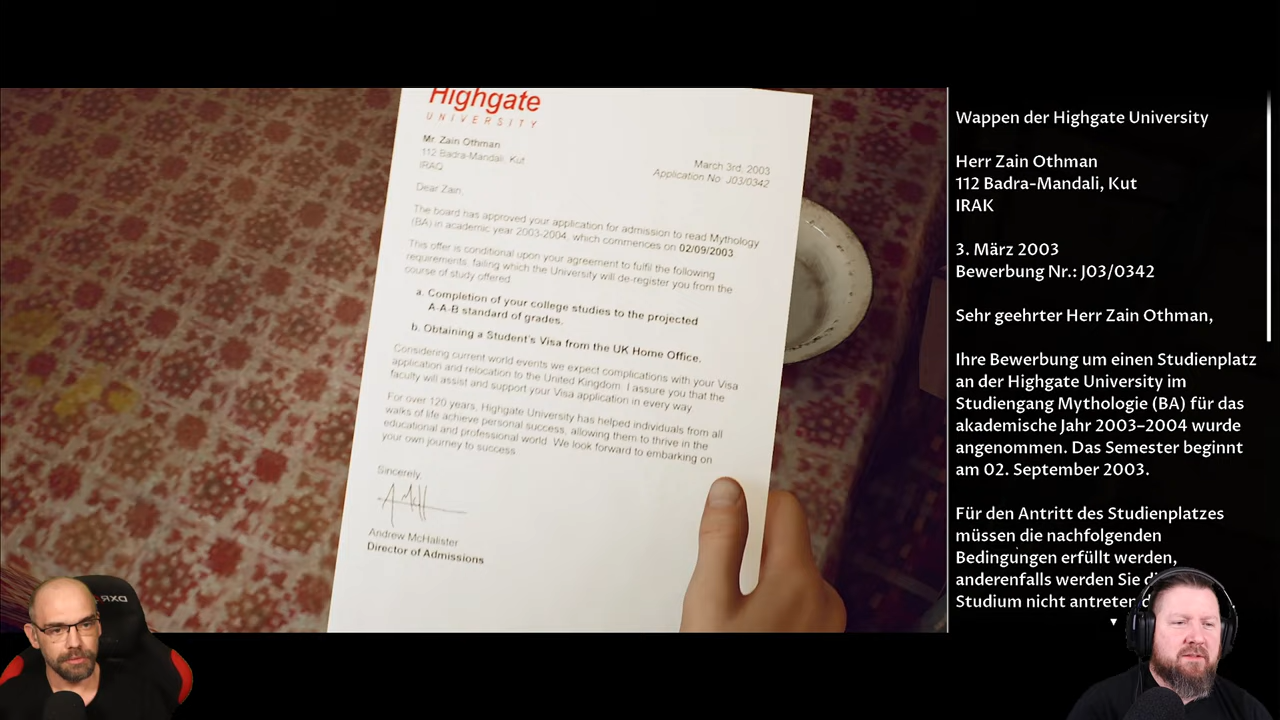 Highgate
UNIVERSITY
Mr. Zain Othman
112 Badra-Mandali, Kut
IRAQ
March 3rd, 2003
Application No: J03/0342
Dear Zain,
The board has approved your application for admission to read Mythology
(BA) in academic year 2003-2004, which commences on 02/09/2003
This offer is conditional upon your agreement to fulfil the following
requirements, failing which the University will de-register you from the
course of study offered.
a. Completion of your college studies to the projected
A-A-B standard of grades.
b. Obtaining a Student's Visa from the UK Home Office.
Considering current world events we expect complications with your Visa
application and relocation to the United Kingdom. I assure you that the
faculty will assist and support your Visa application in every way.
For over 120 years, Highgate University has helped individuals from all
walks of life achieve personal success, allowing them to thrive in the
educational and professional world. We look forward to embarking on
your own journey to success.
Sincerely,
Andrew McHalister
Director of Admissions
Wappen der Highgate University
Herr Zain Othman
112 Badra-Mandali, Kut
IRAK
3. März 2003
Bewerbung Nr.: J03/0342
Sehr geehrter Herr Zain Othman,
Ihre Bewerbung um einen Studienplatz
an der Highgate University im
Studiengang Mythologie (BA) für das
akademische Jahr 2003–2004 wurde
angenommen. Das Semester beginnt
am 02. September 2003.
Für den Antritt des Studienplatzes
müssen die nachfolgenden
Bedingungen erfüllt werden,
anderenfalls werden Sie
Studium nicht antreten
DXR